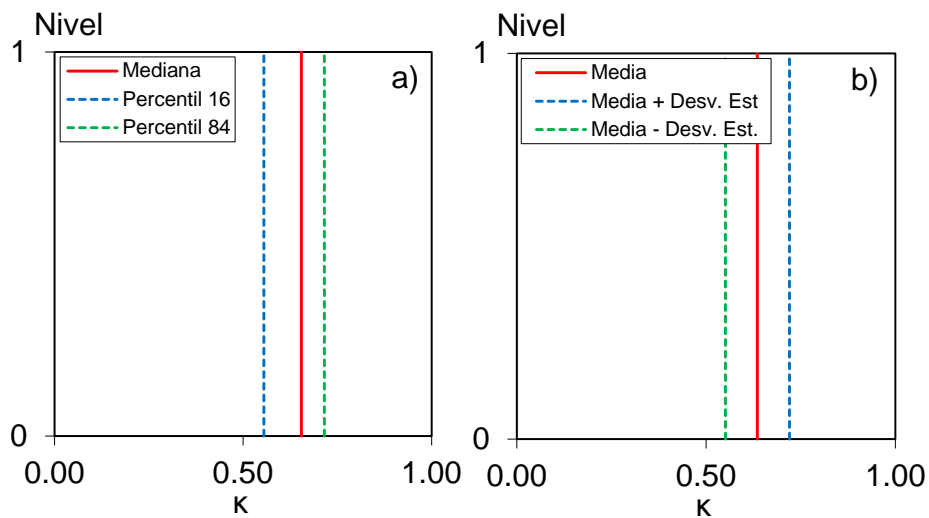 Nivel
1
Mediana
Percentil 16
Percentil 84
a)
0
0.00
0.50
1.00
κ
Nivel
1
Media
Media + Desv. Est
Media - Desv. Est.
b)
0
0.00
0.50
1.00
κ